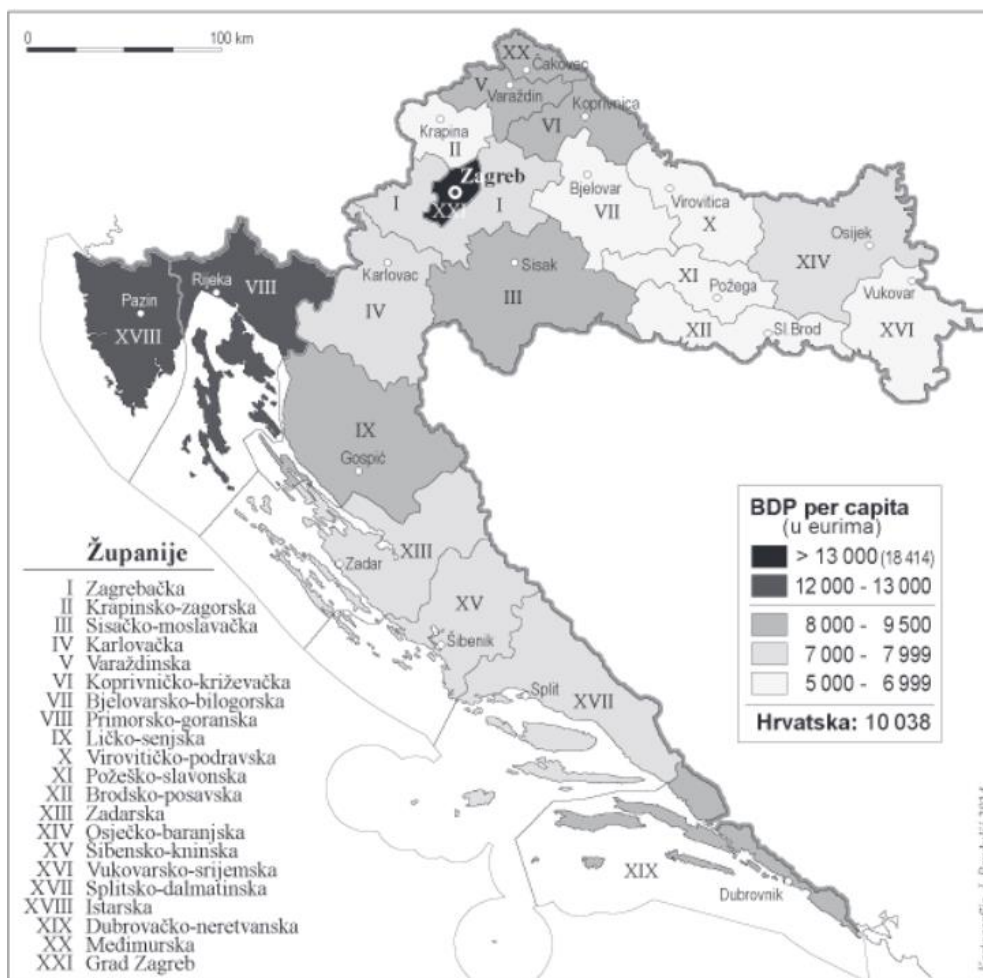 0 100 km
XX
Čakovec
V
Varaždin
Koprivnica
VI
Krapina
II
Zagreb
I
XXI
I
Bjelovar
VII
Virovitica
X
Osijek
XIV
Rijeka
VIII
Pazin
XVIII
Karlovac
IV
Sisak
III
XI
Požega
XII
Sl.Brod
Vukovar
XVI
IX
Gospić
XIII
Zadar
XV
Šibenik
Split
XVII
XIX
Dubrovnik
BDP per capita
(u eurima)
> 13 000 (18 414)
12 000 - 13 000
8 000 - 9 500
7 000 - 7 999
5 000 - 6 999
Hrvatska: 10 038
Županije
I Zagrebačka
II Krapinsko-zagorska
III Sisačko-moslavačka
IV Karlovačka
V Varaždinska
VI Koprivničko-križevačka
VII Bjelovarsko-bilogorska
VIII Primorsko-goranska
IX Ličko-senjska
X Virovitičko-podravska
XI Požeško-slavonska
XII Brodsko-posavska
XIII Zadarska
XIV Osječko-baranjska
XV Šibensko-kninska
XVI Vukovarsko-srijemska
XVII Splitsko-dalmatinska
XVIII Istarska
XIX Dubrovačko-neretvanska
XX Međimurska
XXI Grad Zagreb